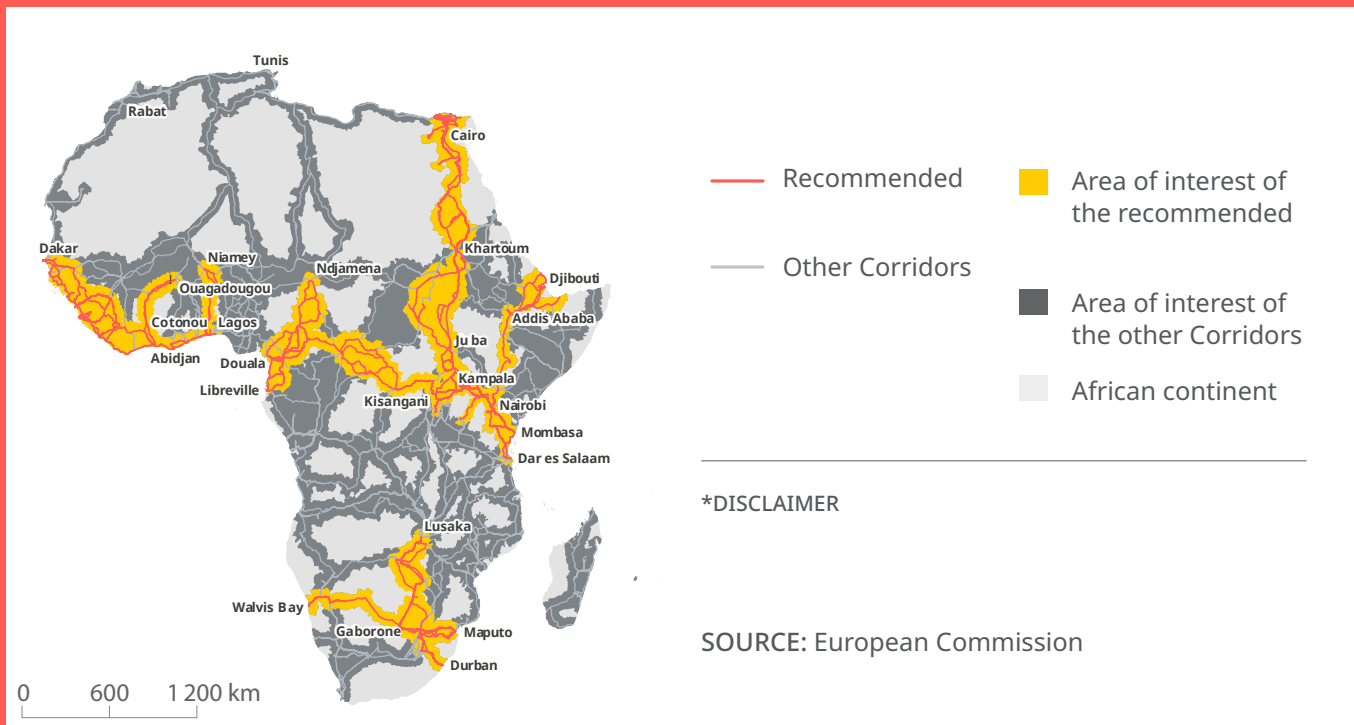 Tunis
Rabat
Cairo
Dakar
Niamey
Ndjamena
Khartoum
Djibouti
Ouagadougou
Cotonou
Lagos
Addis Ababa
Abidjan
Douala
Ju ba
Libreville
Kampala
Kisangani
Nairobi
Mombasa
Dar es Salaam
Lusaka
Walvis Bay
Gaborone
Maputo
Durban
0 600 1 200 km
Recommended
Other Corridors
Area of interest of
the recommended
Area of interest of
the other Corridors
African continent
*DISCLAIMER
SOURCE: European Commission